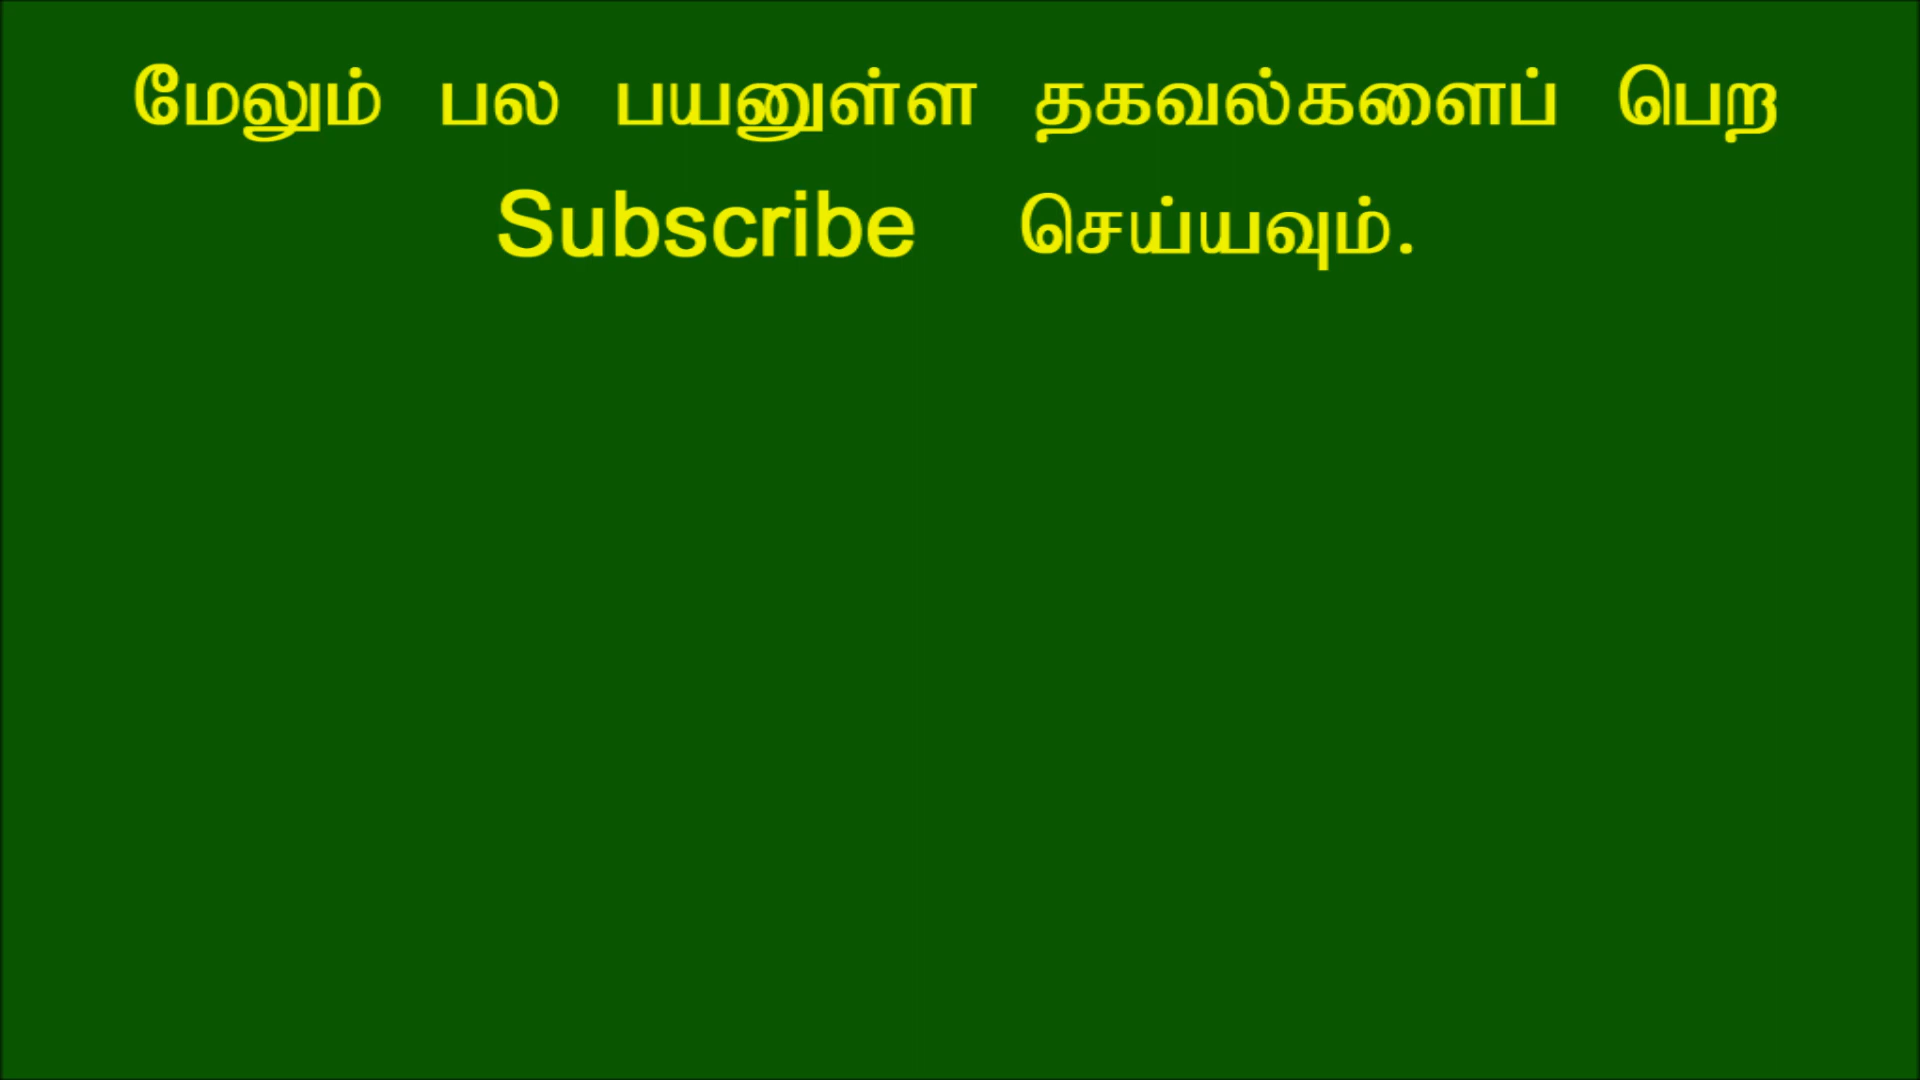 மேலும் பல பயனுள்ள தகவல்களைப் பெற
Subscribe செய்யவும்.